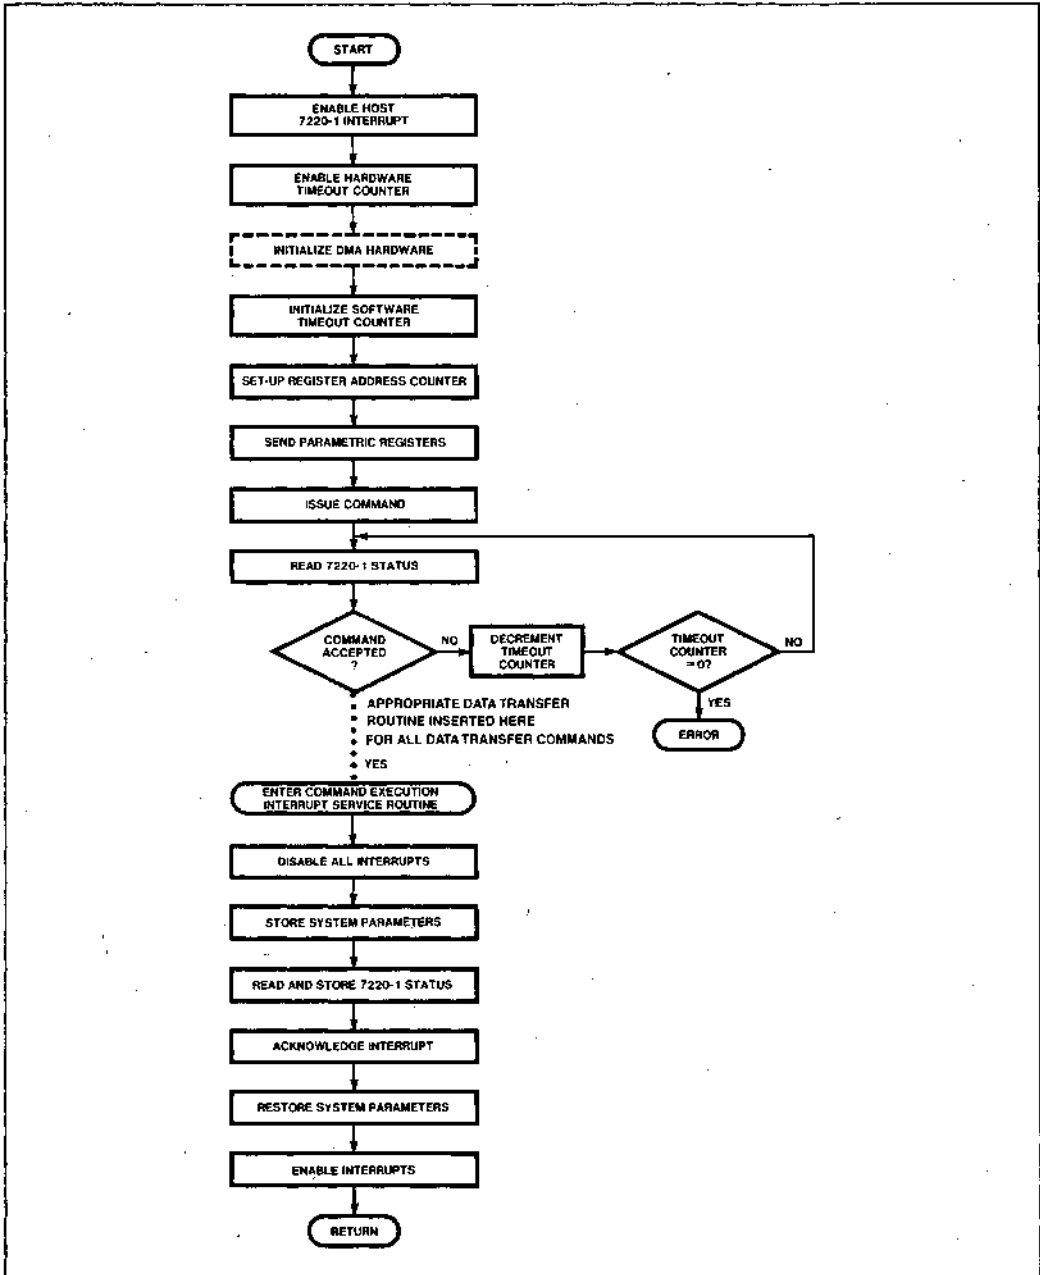 START
ENABLE HOST
7220-1 INTERRUPT
ENABLE HARDWARE
TIMEOUT COUNTER
INITIALIZE DMA HARDWARE
INITIALIZE SOFTWARE
TIMEOUT COUNTER
SET-UP REGISTER ADDRESS COUNTER
SEND PARAMETRIC REGISTERS
ISSUE COMMAND
READ 7220-1 STATUS
COMMAND
ACCEPTED
?
NO
DECREMENT
TIMEOUT
COUNTER
TIMEOUT
COUNTER
= 0?
NO
YES
ERROR
APPROPRIATE DATA TRANSFER
ROUTINE INSERTED HERE
FOR ALL DATA TRANSFER COMMANDS
YES
ENTER COMMAND EXECUTION
INTERRUPT SERVICE ROUTINE
DISABLE ALL INTERRUPTS
STORE SYSTEM PARAMETERS
READ AND STORE 7220-1 STATUS
ACKNOWLEDGE INTERRUPT
RESTORE SYSTEM PARAMETERS
ENABLE INTERRUPTS
RETURN